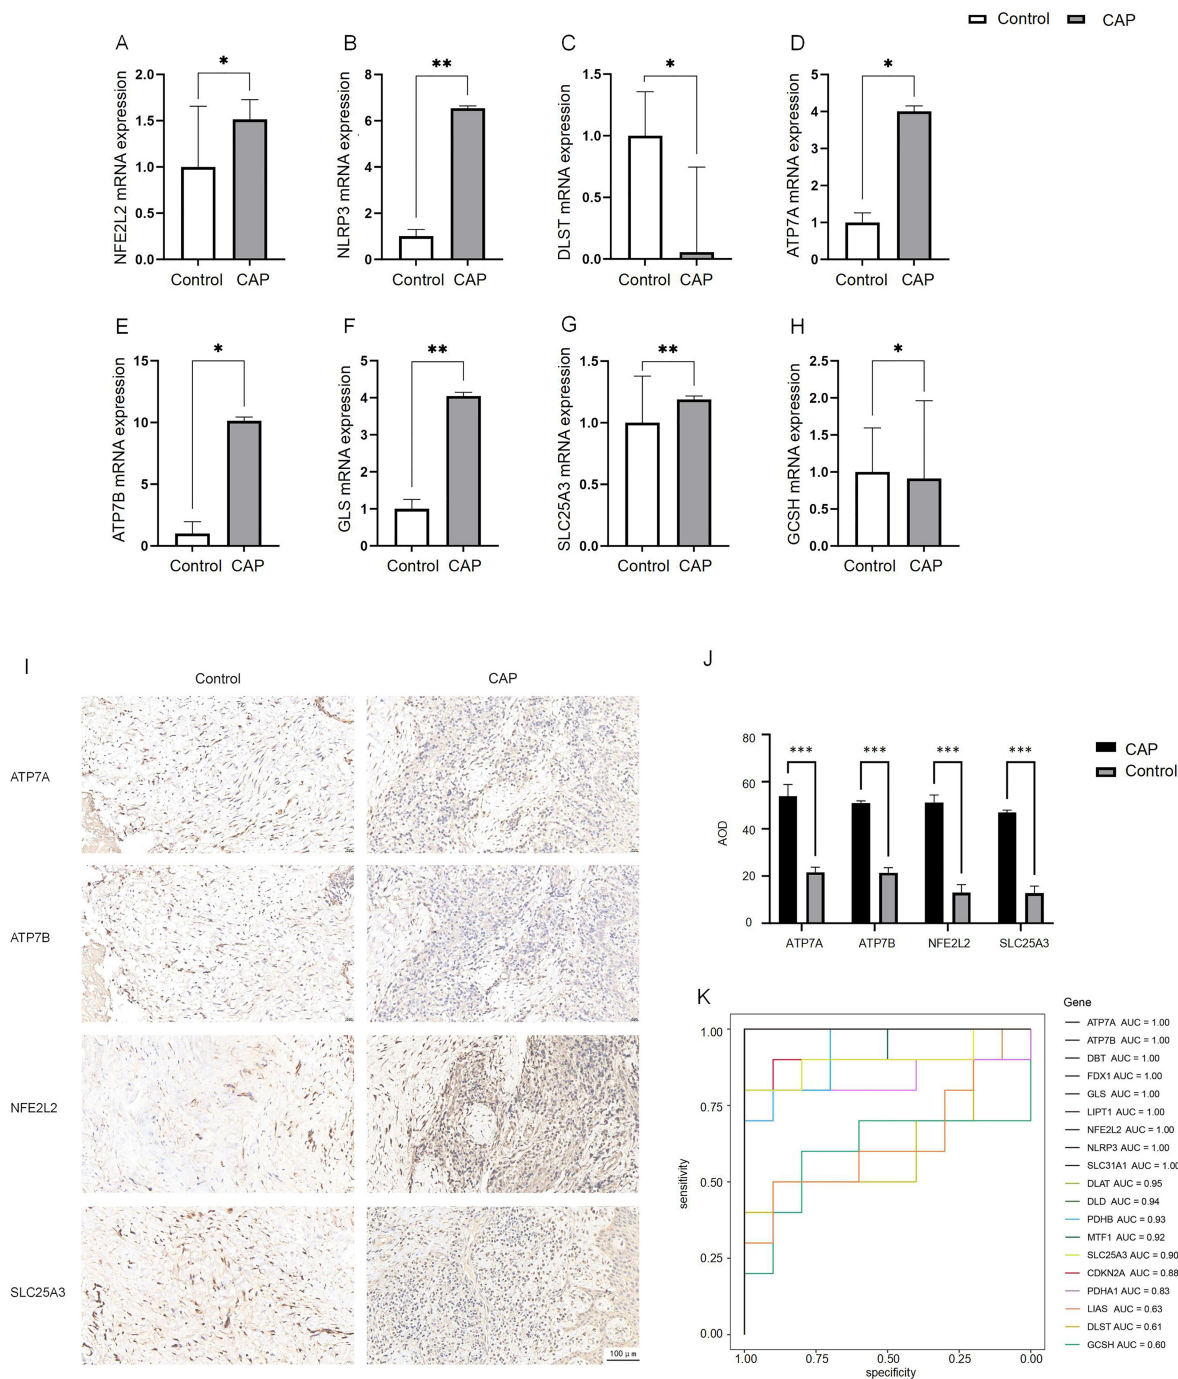 Control CAP
A
NFE2L2 mRNA expression
2.0
1.5
1.0
0.5
0.0
*
Control CAP
B
NLRP3 mRNA expression
8
6
4
2
0
**
Control CAP
C
DLST mRNA expression
1.5
1.0
0.5
0.0
*
Control CAP
D
ATP7A mRNA expression
5
4
3
2
1
0
*
Control CAP
E
ATP7B mRNA expression
15
10
5
0
*
Control CAP
F
GLS mRNA expression
5
4
3
2
1
0
**
Control CAP
G
SLC25A3 mRNA expression
1.5
1.0
0.5
0.0
**
Control CAP
H
GCSH mRNA expression
2.5
2.0
1.5
1.0
0.5
0.0
*
Control CAP
I
Control CAP
ATP7A
ATP7B
NFE2L2
SLC25A3
100 μm
J
AOD
80
60
40
20
0
*** *** *** ***
ATP7A ATP7B NFE2L2 SLC25A3
CAP
Control
K
sensitivity
1.00
0.75
0.50
0.25
0.00
1.00 0.75 0.50 0.25 0.00
specificity
Gene
ATP7A AUC = 1.00
ATP7B AUC = 1.00
DBT AUC = 1.00
FDX1 AUC = 1.00
GLS AUC = 1.00
LIPT1 AUC = 1.00
NFE2L2 AUC = 1.00
NLRP3 AUC = 1.00
SLC31A1 AUC = 1.00
DLAT AUC = 0.95
DLD AUC = 0.94
PDHB AUC = 0.93
MTF1 AUC = 0.92
SLC25A3 AUC = 0.90
CDKN2A AUC = 0.88
PDHA1 AUC = 0.83
LIAS AUC = 0.63
DLST AUC = 0.61
GCSH AUC = 0.60